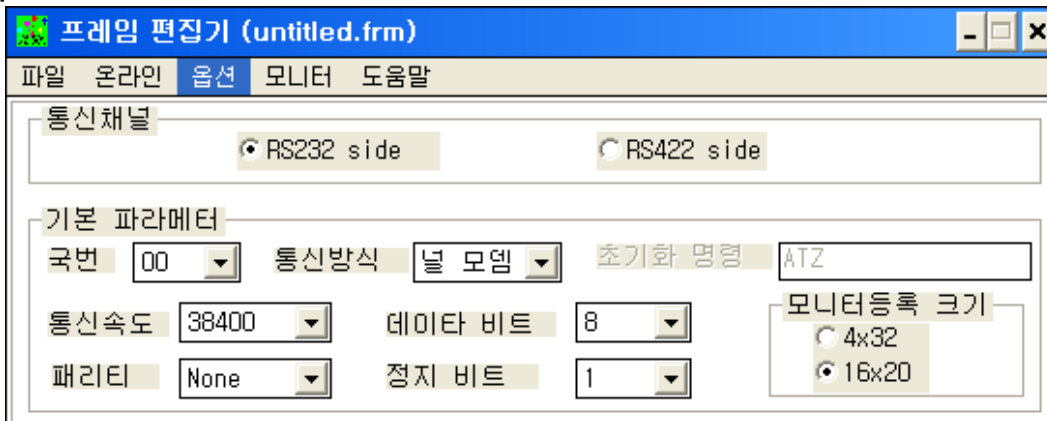 프레임 편집기 (untitled.frm)
파일 온라인 옵션 모니터 도움말
통신채널
RS232 side RS422 side
기본 파라메터
국번 00 통신방식 널 모뎀 초기화 명령 ATZ
통신속도 38400 데이타 비트 8 모니터등록 크기
4x32
패리티 None 정지 비트 1 16x20